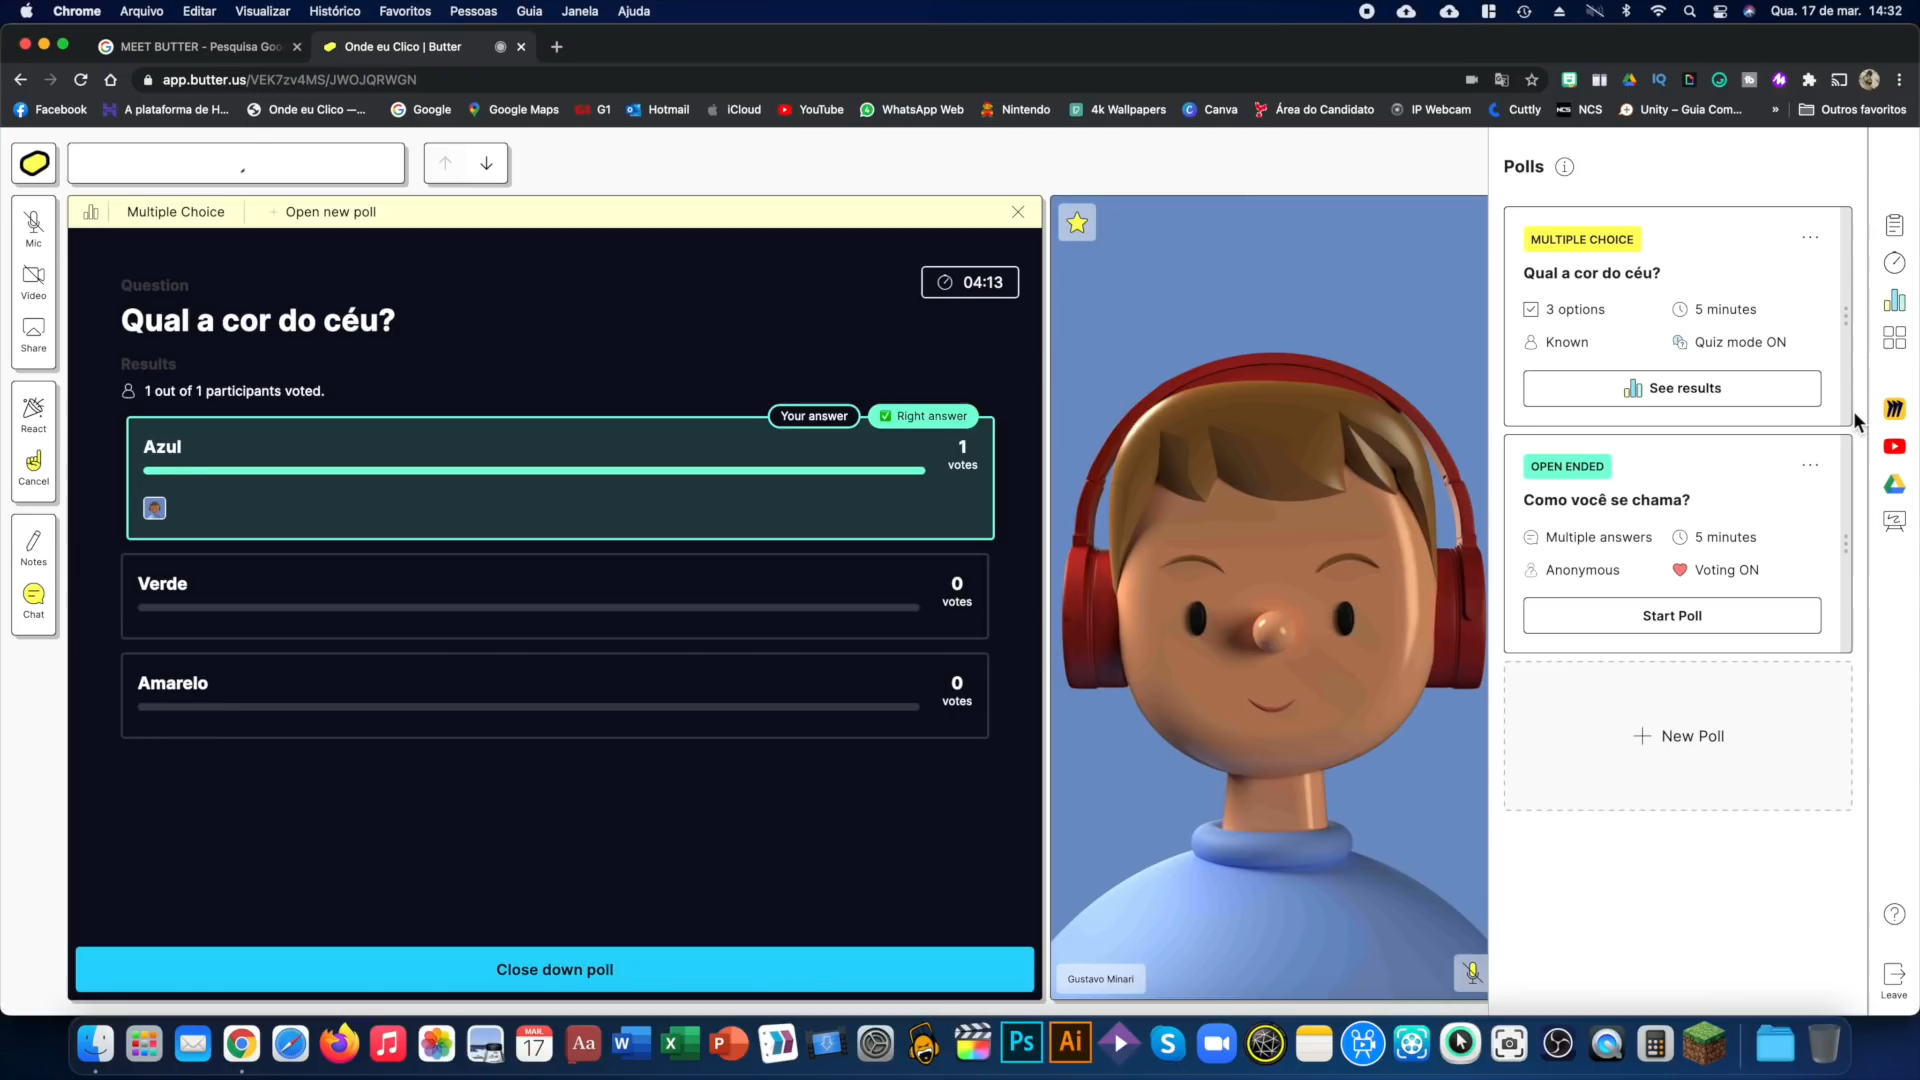 Chrome Arquivo Editar Visualizar Histórico Favoritos Pessoas Guia Janela Ajuda Qua. 17 de mar. 14:32
MEET BUTTER - Pesquisa Goo Onde eu Clico | Butter
app.butter.us/VEK7zv4MS/JWOJQRWGN
Facebook A plataforma de H... Onde eu Clico —... Google Google Maps G1 Hotmail iCloud YouTube WhatsApp Web Nintendo 4k Wallpapers Canva Área do Candidato IP Webcam Cuttly NCS Unity – Guia Com... » Outros favoritos
Mic
Video
Share
React
Cancel
Notes
Chat
Multiple Choice + Open new poll
Question
04:13
Qual a cor do céu?
Results
1 out of 1 participants voted.
Your answer Right answer
Azul 1
votes
Verde 0
votes
Amarelo 0
votes
Close down poll
Gustavo Minari
Polls
MULTIPLE CHOICE
Qual a cor do céu?
3 options 5 minutes
Known Quiz mode ON
See results
OPEN ENDED
Como você se chama?
Multiple answers 5 minutes
Anonymous Voting ON
Start Poll
+ New Poll
Leave
MAR.
17
Aa
W
X
P
Ps
Ai
S